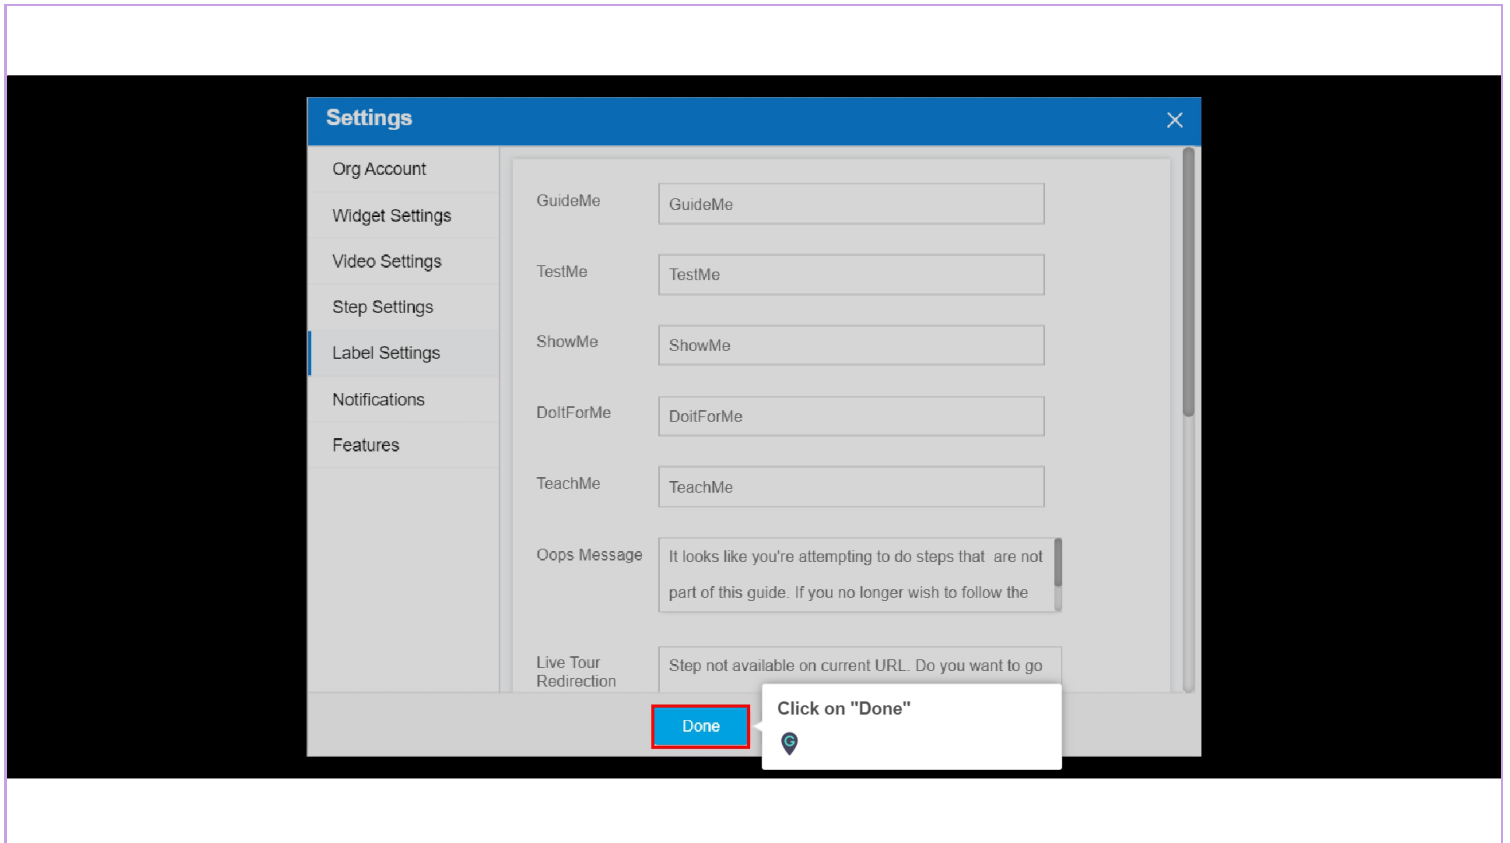 Settings
Org Account
Widget Settings
Video Settings
Step Settings
Label Settings
Notifications
Features
GuideMe
GuideMe
TestMe
TestMe
ShowMe
ShowMe
DoItForMe
DoitForMe
TeachMe
TeachMe
Oops Message
It looks like you're attempting to do steps that  are not
part of this guide. If you no longer wish to follow the
Live Tour
Redirection
Step not available on current URL. Do you want to go
Done
Click on "Done"
G